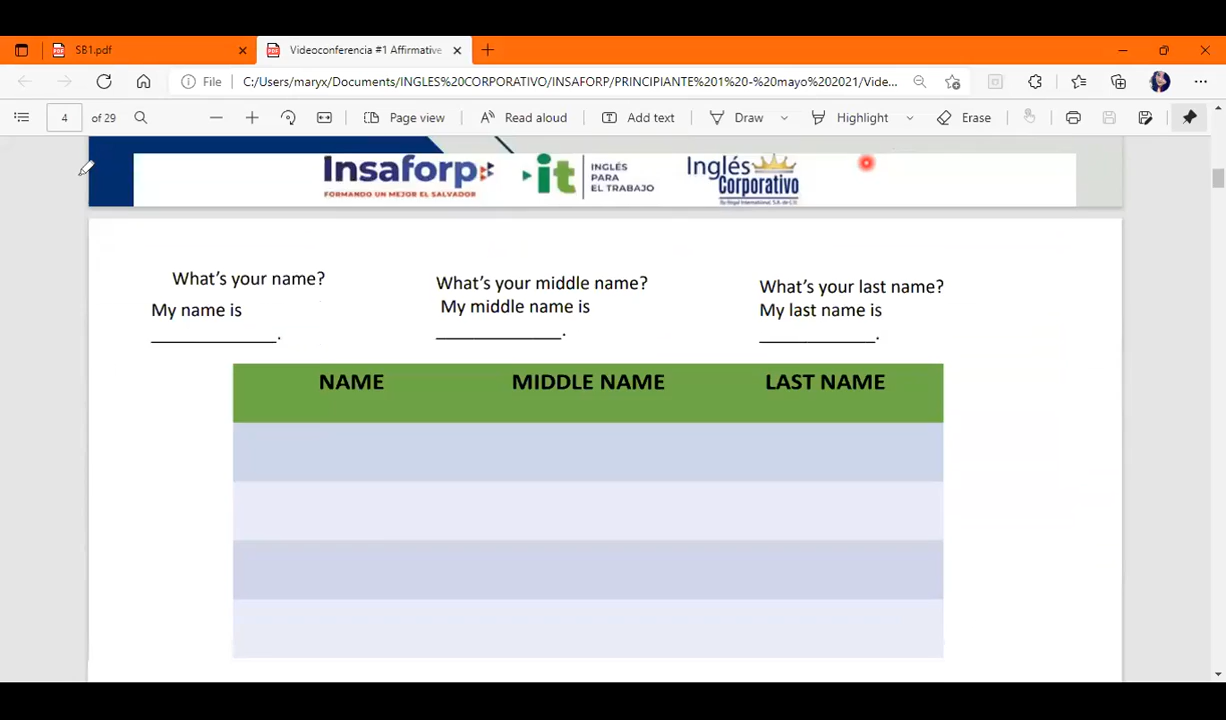 SB1.pdf
Videoconferencia #1 Affirmative
File
C:/Users/maryx/Documents/INGLES%20CORPORATIVO/INSAFORP/PRINCIPIANTE%201%20-%20mayo%202021/Vide...
4 of 29
Page view
Read aloud
Add text
Draw
Highlight
Erase
Insaforp
FORMANDO UN MEJOR EL SALVADOR
it
INGLÉS
PARA
EL TRABAJO
Inglés
Corporativo
What's your name?
My name is
______________.
What's your middle name?
My middle name is
______________.
What's your last name?
My last name is
_____________.
NAME MIDDLE NAME LAST NAME